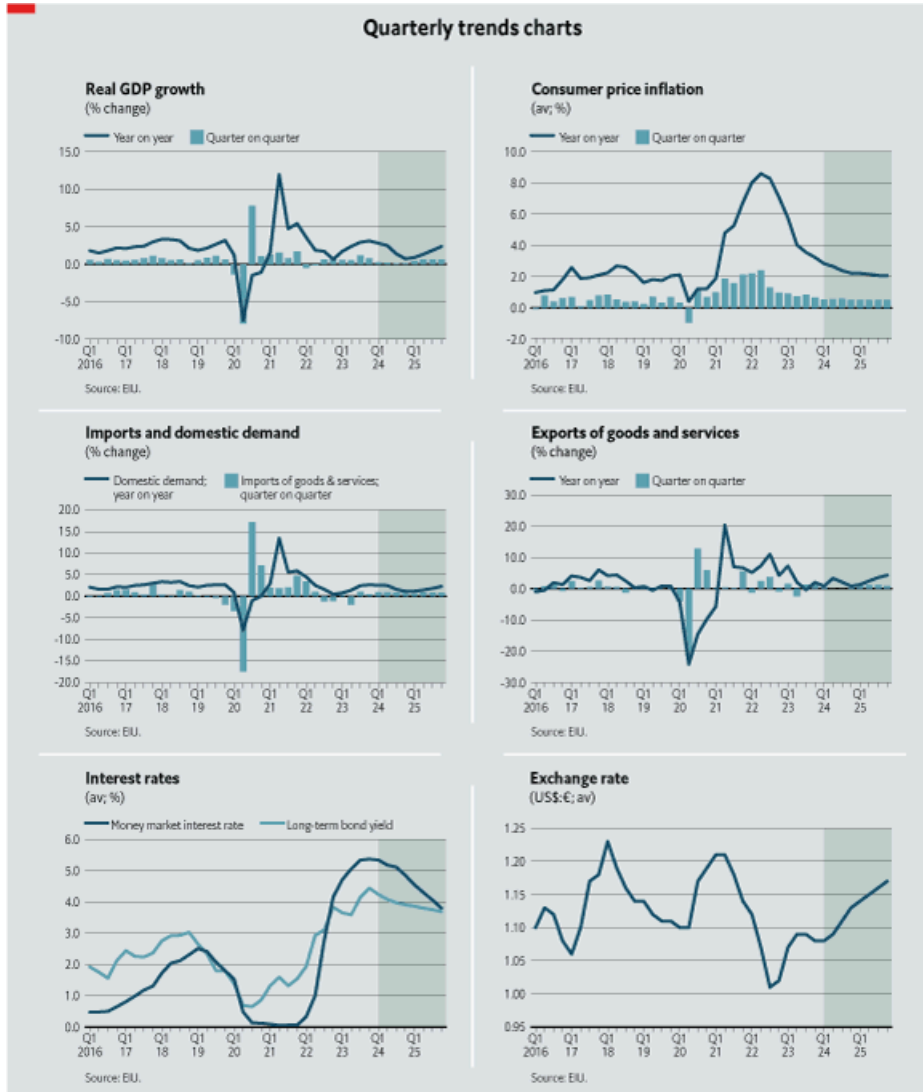 Quarterly trends charts
Real GDP growth
(% change)
Year on year Quarter on quarter
15.0
10.0
5.0
0.0
-5.0
-10.0
Q1 Q1 Q1 Q1 Q1 Q1 Q1 Q1 Q1 Q1
2016 17 18 19 20 21 22 23 24 25
Source: EIU.
Consumer price inflation
(av; %)
Year on year Quarter on quarter
10.0
8.0
6.0
4.0
2.0
0.0
-2.0
Q1 Q1 Q1 Q1 Q1 Q1 Q1 Q1 Q1 Q1
2016 17 18 19 20 21 22 23 24 25
Source: EIU.
Imports and domestic demand
(% change)
Domestic demand; Imports of goods & services;
year on year quarter on quarter
20.0
15.0
10.0
5.0
0.0
-5.0
-10.0
-15.0
-20.0
Q1 Q1 Q1 Q1 Q1 Q1 Q1 Q1 Q1 Q1
2016 17 18 19 20 21 22 23 24 25
Source: EIU.
Exports of goods and services
(% change)
Year on year Quarter on quarter
30.0
20.0
10.0
0.0
-10.0
-20.0
-30.0
Q1 Q1 Q1 Q1 Q1 Q1 Q1 Q1 Q1 Q1
2016 17 18 19 20 21 22 23 24 25
Source: EIU.
Interest rates
(av; %)
Money market interest rate Long-term bond yield
6.0
5.0
4.0
3.0
2.0
1.0
0.0
Q1 Q1 Q1 Q1 Q1 Q1 Q1 Q1 Q1 Q1
2016 17 18 19 20 21 22 23 24 25
Source: EIU.
Exchange rate
(US$:€; av)
1.25
1.20
1.15
1.10
1.05
1.00
0.95
Q1 Q1 Q1 Q1 Q1 Q1 Q1 Q1 Q1 Q1
2016 17 18 19 20 21 22 23 24 25
Source: EIU.